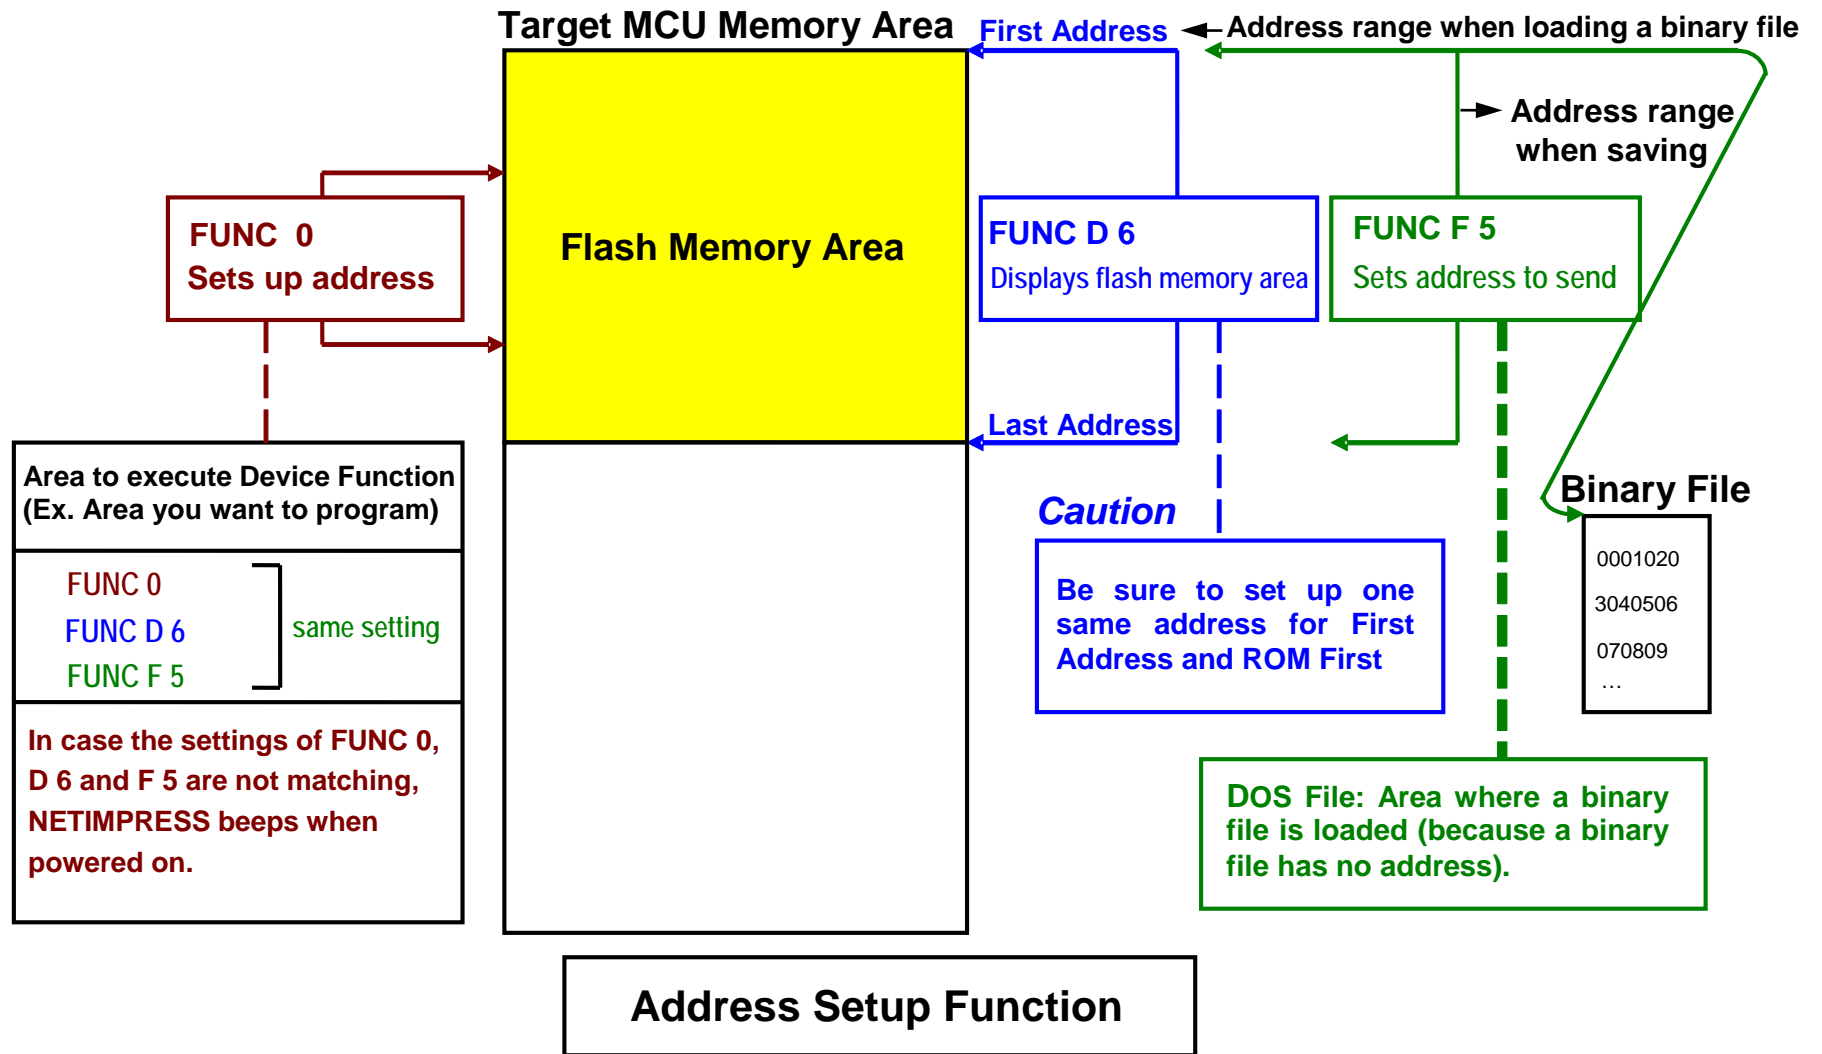 Target MCU Memory Area
First Address
Address range when loading a binary file
Address range
when saving
FUNC 0
Sets up address
Flash Memory Area
FUNC D 6
Displays flash memory area
FUNC F 5
Sets address to send
Last Address
Area to execute Device Function
(Ex. Area you want to program)
FUNC 0
FUNC D 6
FUNC F 5
same setting
In case the settings of FUNC 0,
D 6 and F 5 are not matching,
NETIMPRESS beeps when
powered on.
Caution
Be sure to set up one
same address for First
Address and ROM First
Binary File
0001020
3040506
070809
…
DOS File: Area where a binary
file is loaded (because a binary
file has no address).
Address Setup Function